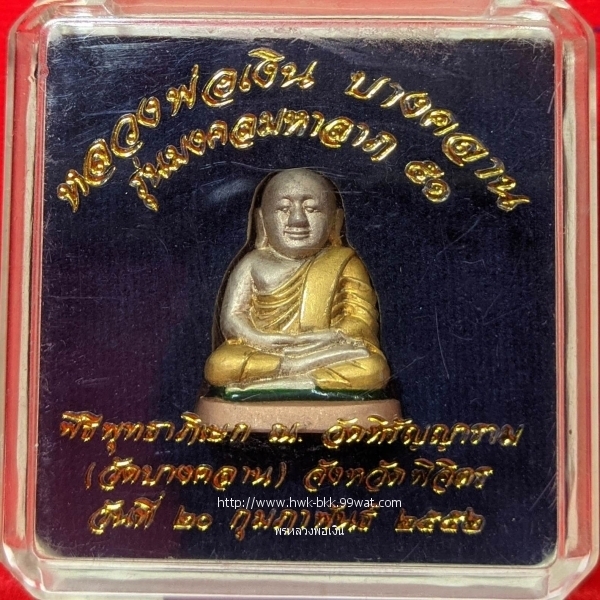 หลวงพ่อเงิน บางคลาน
รุ่นมงคลมหาลาภ ๕๑
พิธีพุทธาภิเษก ณ. วัดหิรัญญาราม
(วัดบางคลาน) จังหวัดพิจิตร
http://www.hwk-bkk.99wat.com
วันที่ ๒๐ กุมภาพันธ์ ๒๕๕๒
พระหลวงพ่อเงิน